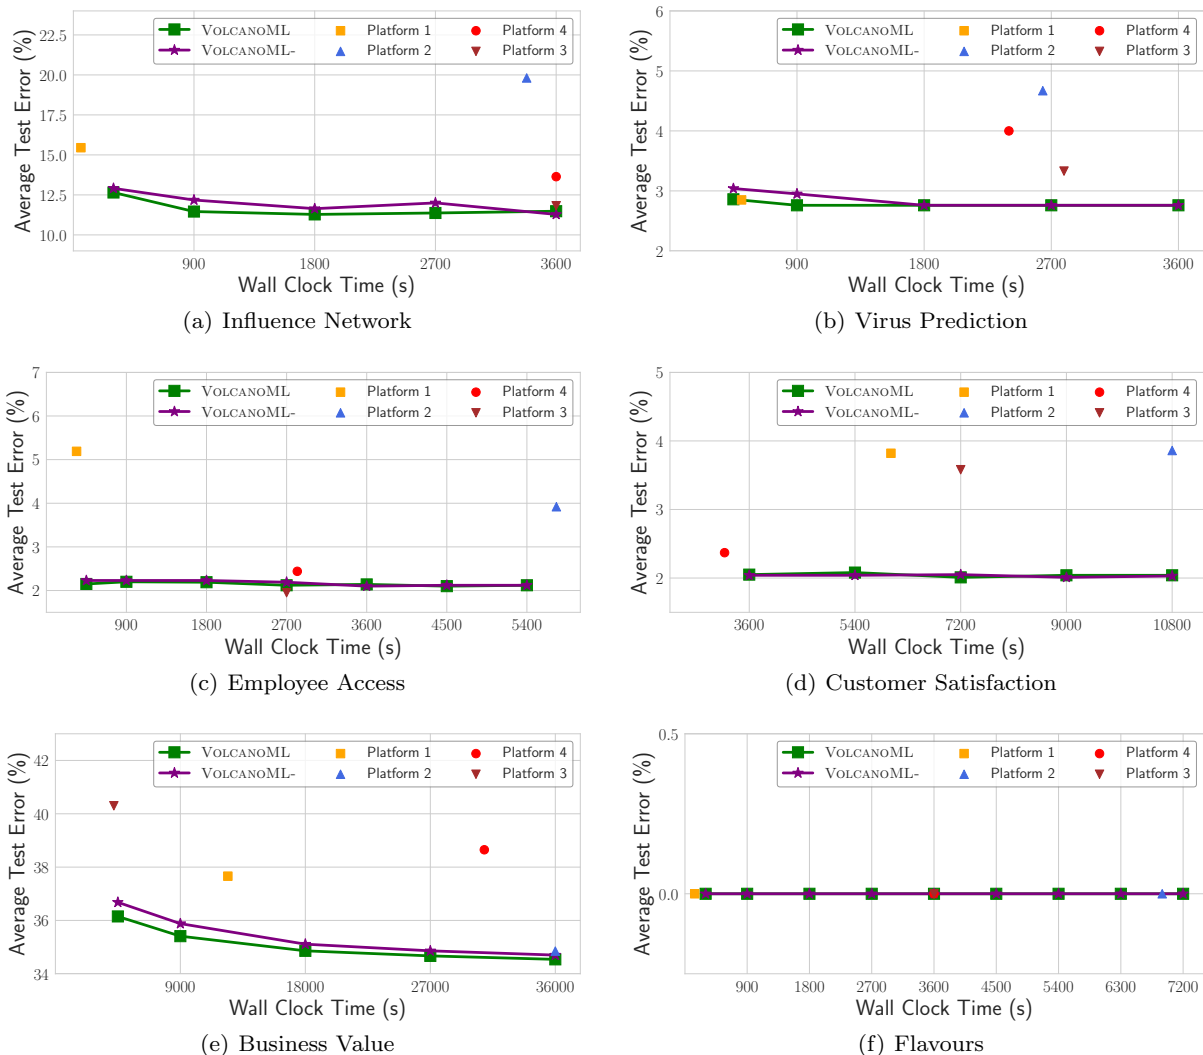 VOLCANOML
VOLCANOML-
Platform 1
Platform 2
Platform 4
Platform 3
Average Test Error (%)
22.5
20.0
17.5
15.0
12.5
10.0
900 1800 2700 3600
Wall Clock Time (s)
(a) Influence Network
VOLCANOML
VOLCANOML-
Platform 1
Platform 2
Platform 4
Platform 3
Average Test Error (%)
6
5
4
3
2
900 1800 2700 3600
Wall Clock Time (s)
(b) Virus Prediction
VOLCANOML
VOLCANOML-
Platform 1
Platform 2
Platform 4
Platform 3
Average Test Error (%)
7
6
5
4
3
2
900 1800 2700 3600 4500 5400
Wall Clock Time (s)
(c) Employee Access
VOLCANOML
VOLCANOML-
Platform 1
Platform 2
Platform 4
Platform 3
Average Test Error (%)
5
4
3
2
3600 5400 7200 9000 10800
Wall Clock Time (s)
(d) Customer Satisfaction
VOLCANOML
VOLCANOML-
Platform 1
Platform 2
Platform 4
Platform 3
Average Test Error (%)
42
40
38
36
34
9000 18000 27000 36000
Wall Clock Time (s)
(e) Business Value
VOLCANOML
VOLCANOML-
Platform 1
Platform 2
Platform 4
Platform 3
Average Test Error (%)
0.5
0.0
900 1800 2700 3600 4500 5400 6300 7200
Wall Clock Time (s)
(f) Flavours